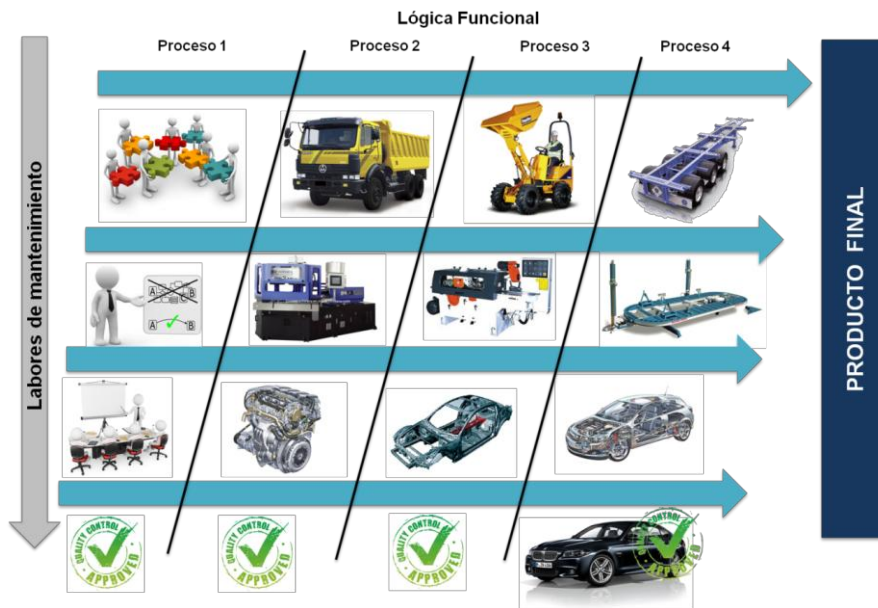 Lógica Funcional
Proceso 1
Proceso 2
Proceso 3
Proceso 4
Labores de mantenimiento
PRODUCTO FINAL
A
B
A
B
QUALITY CONTROL
APPROVED
QUALITY CONTROL
APPROVED
QUALITY CONTROL
APPROVED
QUALITY CONTROL
APPROVED